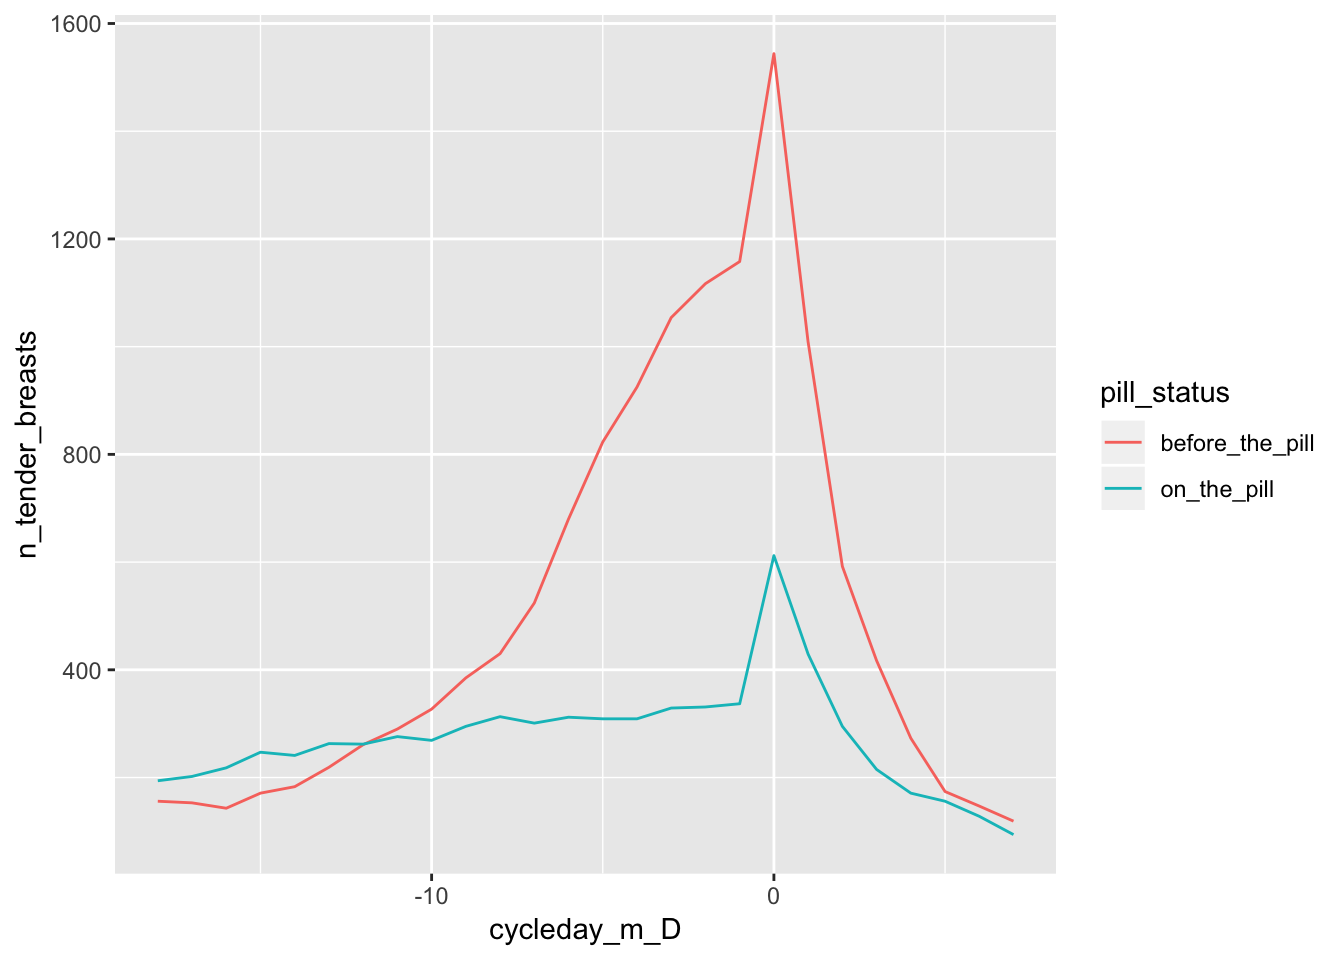 1600
1200
800
400
n_tender_breasts
-10
0
cycleday_m_D
pill_status
before_the_pill
on_the_pill